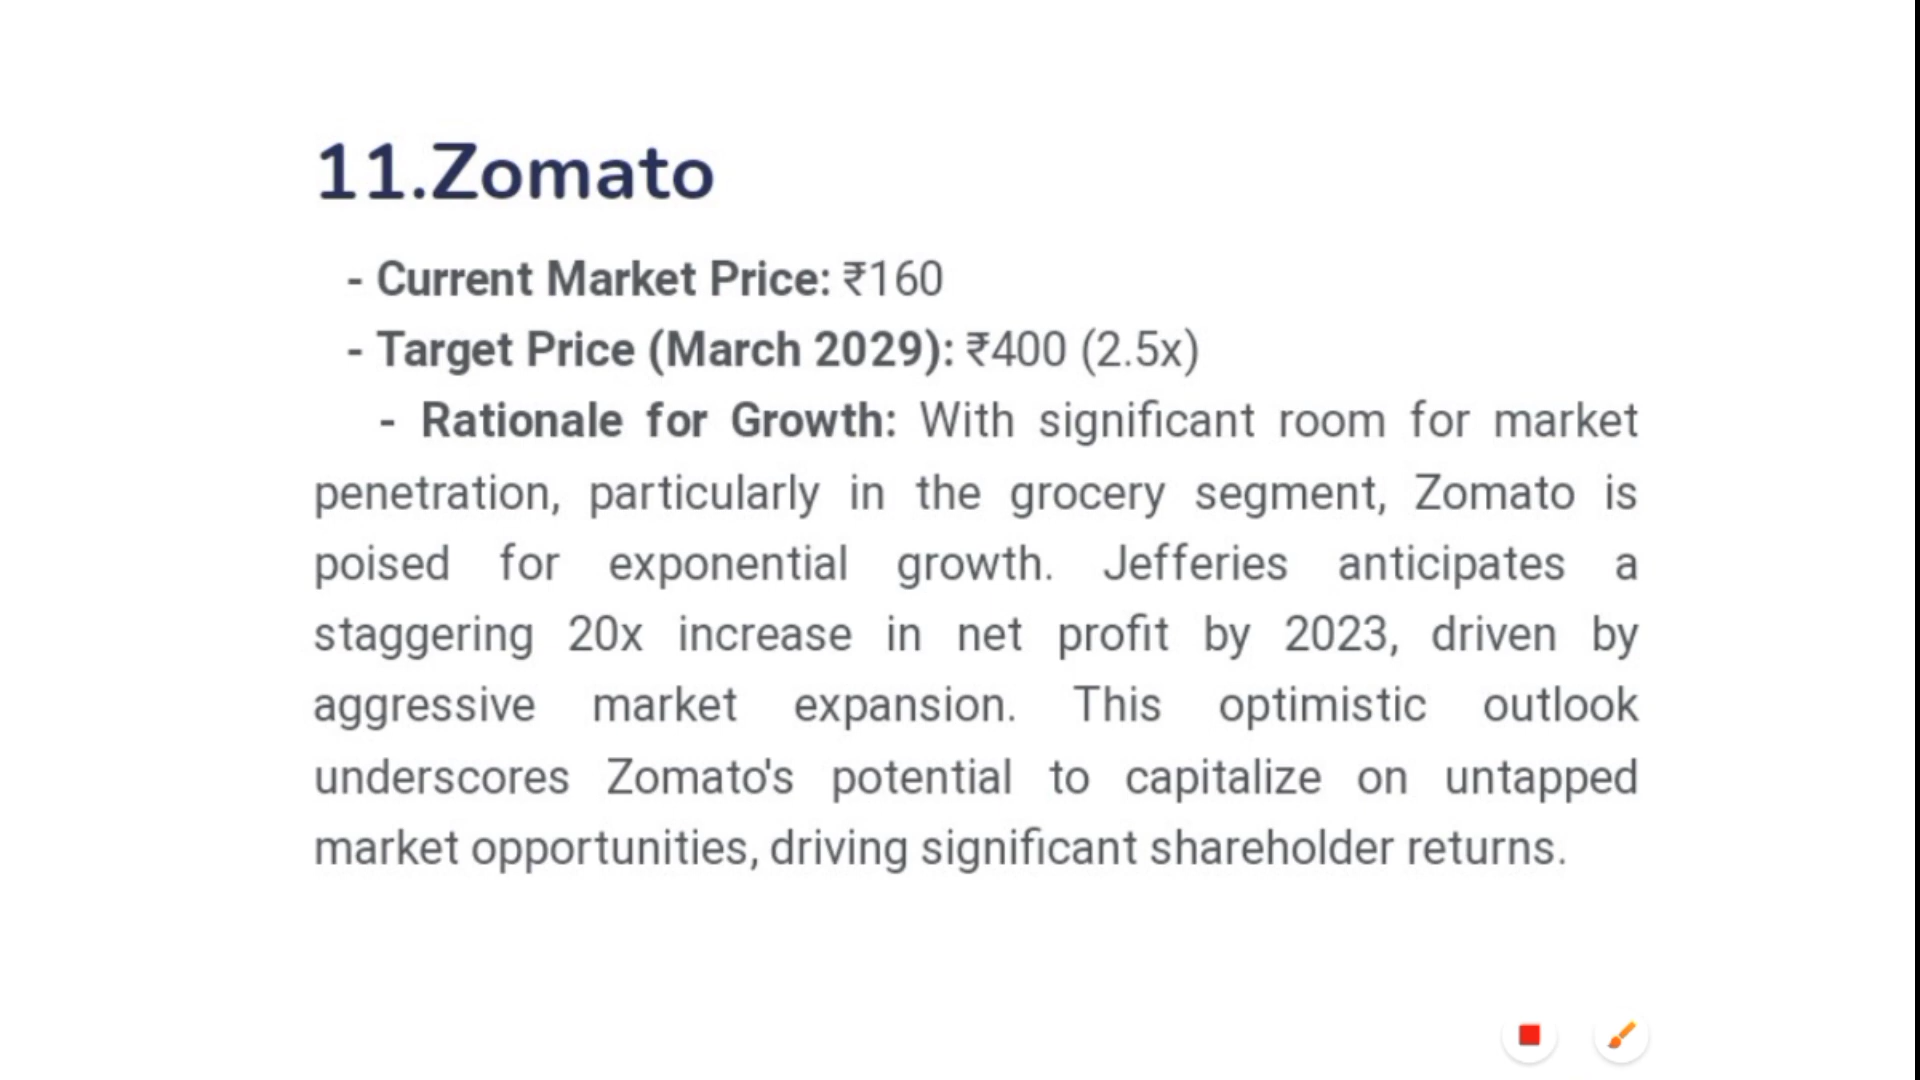 11.Zomato
- Current Market Price: ₹160
- Target Price (March 2029): ₹400 (2.5x)
- Rationale for Growth: With significant room for market
penetration, particularly in the grocery segment, Zomato is
poised for exponential growth. Jefferies anticipates a
staggering 20x increase in net profit by 2023, driven by
aggressive market expansion. This optimistic outlook
underscores Zomato's potential to capitalize on untapped
market opportunities, driving significant shareholder returns.